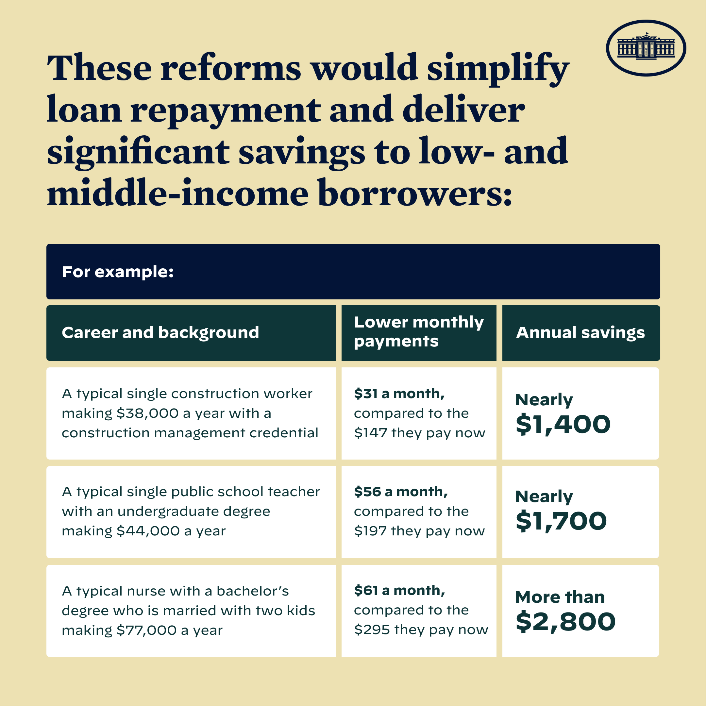 These reforms would simplify
loan repayment and deliver
significant savings to low- and
middle-income borrowers:
For example:
Career and background
Lower monthly
payments
Annual savings
A typical single construction worker
making $38,000 a year with a
construction management credential
$31 a month,
compared to the
$147 they pay now
Nearly
$1,400
A typical single public school teacher
with an undergraduate degree
making $44,000 a year
$56 a month,
compared to the
$197 they pay now
Nearly
$1,700
A typical nurse with a bachelor's
degree who is married with two kids
making $77,000 a year
$61 a month,
compared to the
$295 they pay now
More than
$2,800